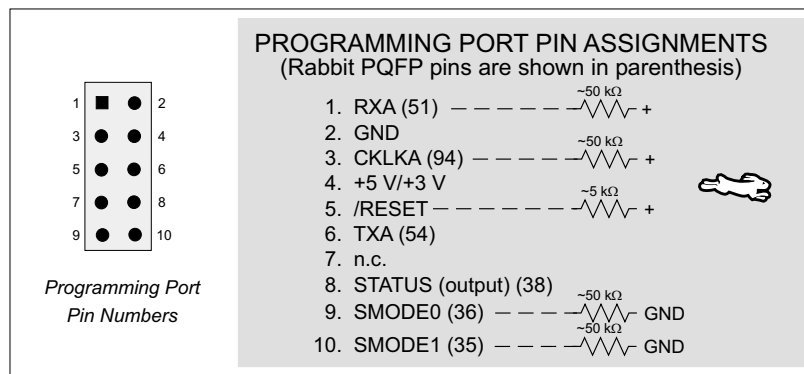 PROGRAMMING PORT PIN ASSIGNMENTS
(Rabbit PQFP pins are shown in parenthesis)
1 2
3 4
5 6
7 8
9 10
Programming Port
Pin Numbers
~50 kΩ
1. RXA (51) +
2. GND
~50 kΩ
3. CKLKA (94) +
4. +5 V/+3 V
~5 kΩ
5. /RESET +
6. TXA (54)
7. n.c.
8. STATUS (output) (38)
~50 kΩ
9. SMODE0 (36) GND
~50 kΩ
10. SMODE1 (35) GND